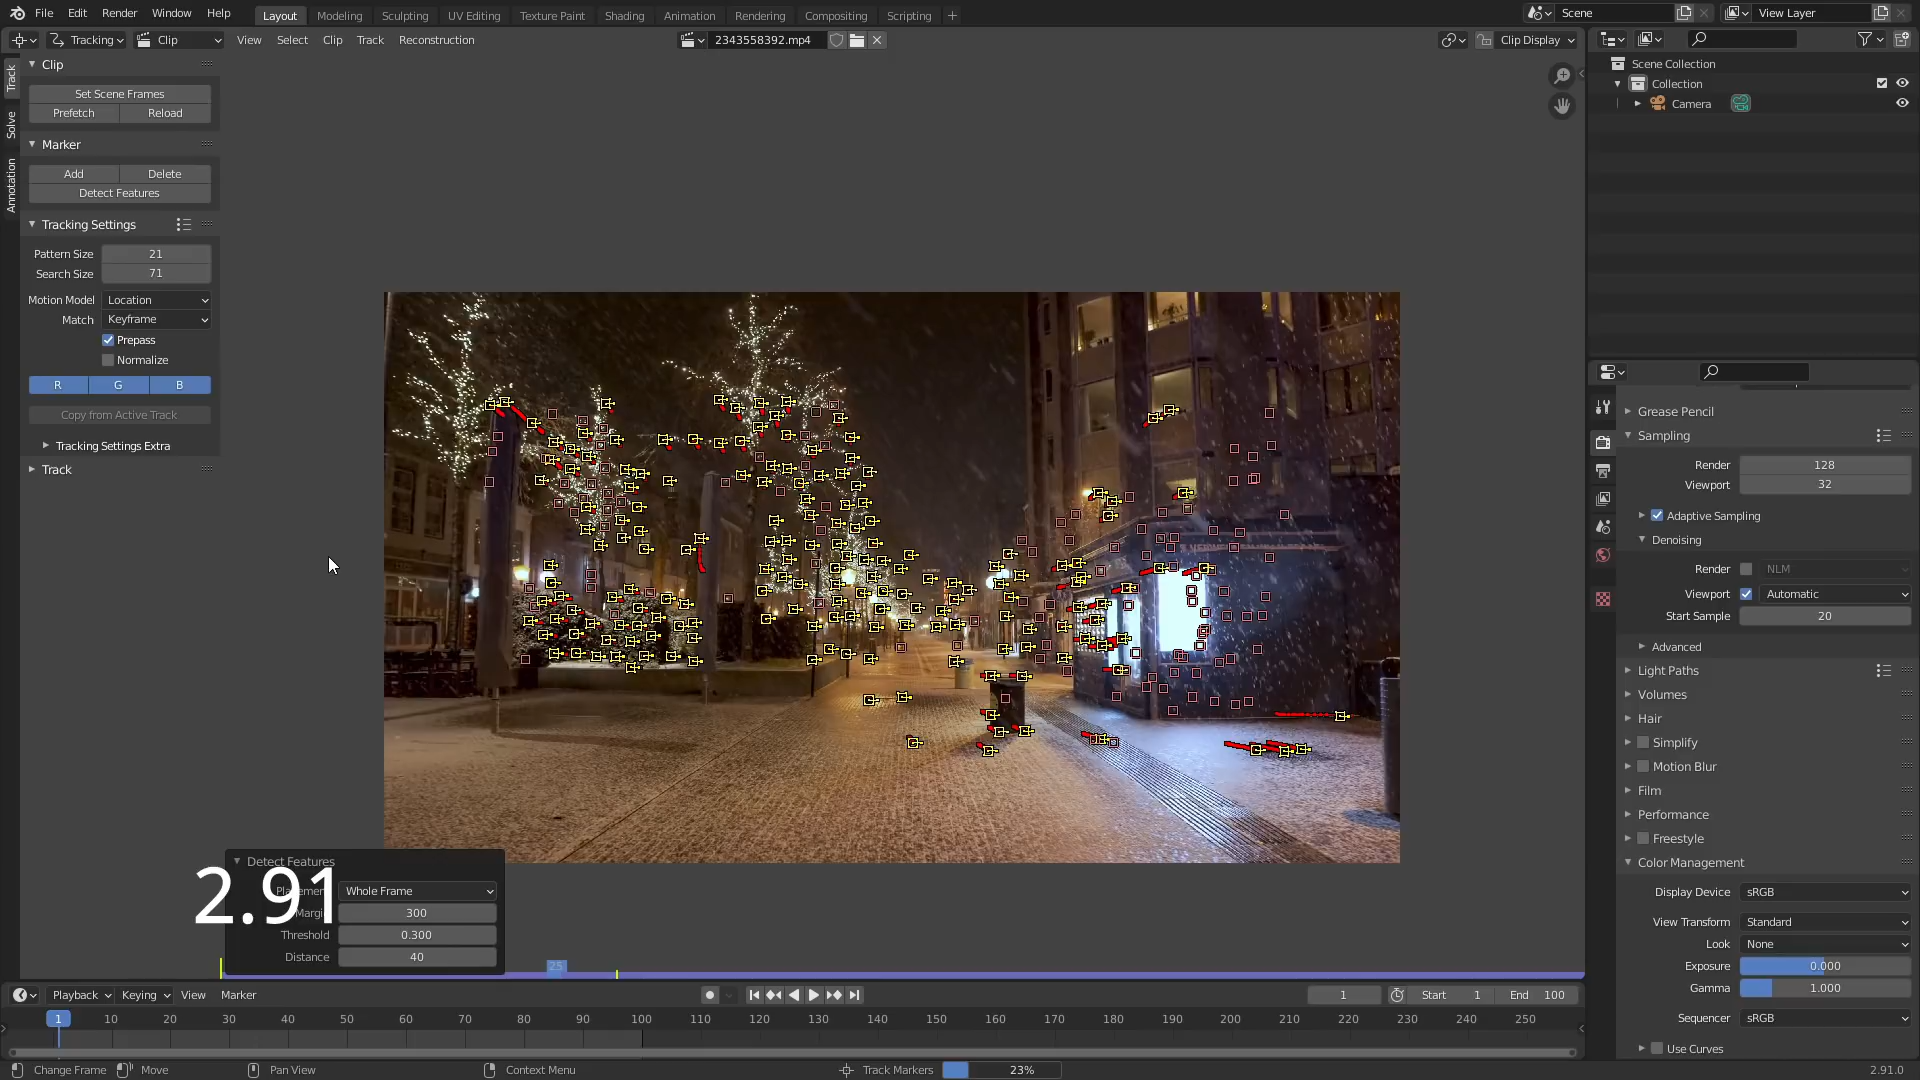 File Edit Render Window Help Layout Modeling Sculpting UV Editing Texture Paint Shading Animation Rendering Compositing Scripting + Scene View Layer
Tracking Clip View Select Clip Track Reconstruction 2343558392.mp4 Clip Display
Track
Solve
Annotation
Clip
Set Scene Frames
Prefetch Reload
Marker
Add Delete
Detect Features
Tracking Settings
Pattern Size 21
Search Size 71
Motion Model Location
Match Keyframe
Prepass
Normalize
R G B
Copy from Active Track
Tracking Settings Extra
Track
Detect Features
Whole Frame
300
Threshold 0.300
Distance 40
2.91
25
Scene Collection
Collection
Camera
Grease Pencil
Sampling
Render 128
Viewport 32
Adaptive Sampling
Denoising
Render NLM
Viewport Automatic
Start Sample 20
Advanced
Light Paths
Volumes
Hair
Simplify
Motion Blur
Film
Performance
Freestyle
Color Management
Display Device sRGB
View Transform Standard
Look None
Exposure 0.000
Gamma 1.000
Sequencer sRGB
Use Curves
Playback Keying View Marker 1 Start 1 End 100
1 10 20 30 40 50 60 70 80 90 100 110 120 130 140 150 160 170 180 190 200 210 220 230 240 250
Change Frame Move Pan View Context Menu Track Markers 23% 2.91.0